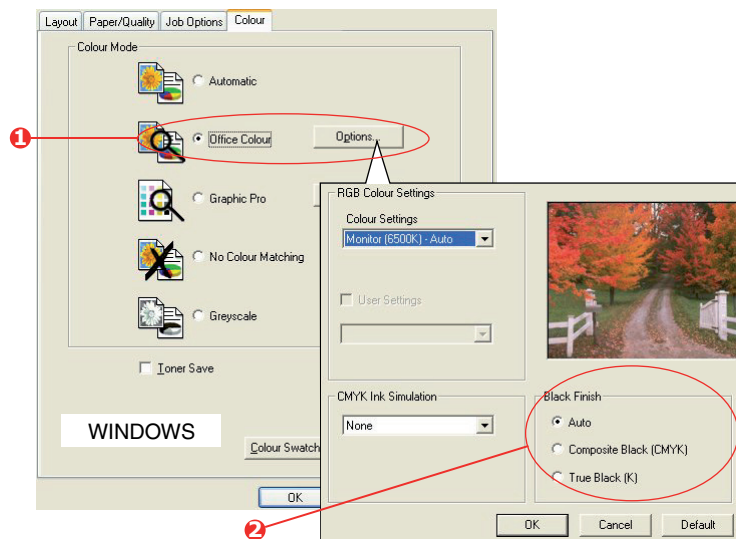 Layout Paper/Quality Job Options Colour
Colour Mode
Automatic
1
Office Colour Options...
Graphic Pro
No Colour Matching
Greyscale
Toner Save
WINDOWS
Colour Swatch
OK
RGB Colour Settings
Colour Settings
Monitor (6500K) - Auto
User Settings
CMYK Ink Simulation
None
Black Finish
Auto
Composite Black (CMYK)
True Black (K)
2
OK Cancel Default